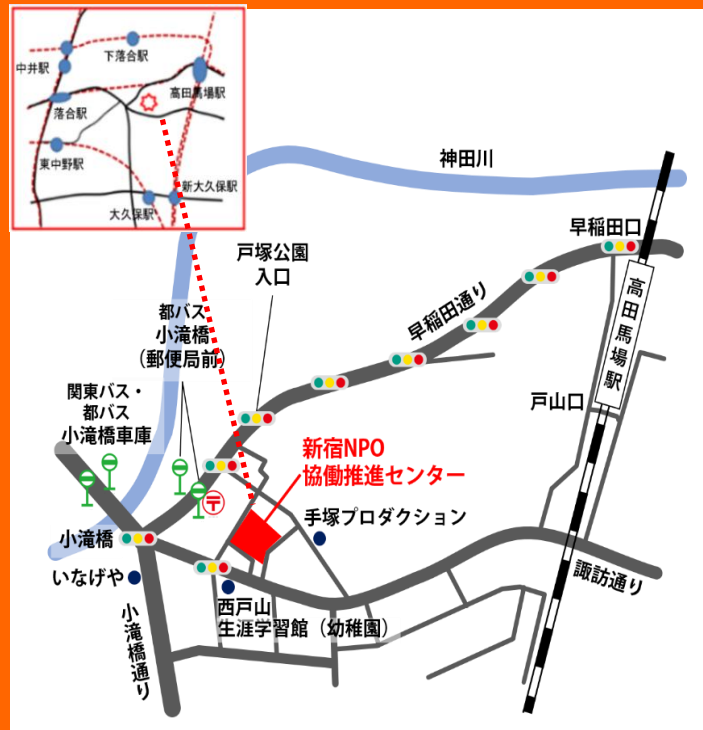 中井駅
下落合駅
高田馬場駅
落合駅
東中野駅
新大久保駅
大久保駅
神田川
早稲田口
戸塚公園
入口
早稲田通り
高田馬場駅
都バス
小滝橋
（郵便局前）
戸山口
関東バス・
都バス
小滝橋車庫
新宿NPO
協働推進センター
〒
手塚プロダクション
小滝橋
いなげや
諏訪通り
西戸山
生涯学習館（幼稚園）
小滝橋通り